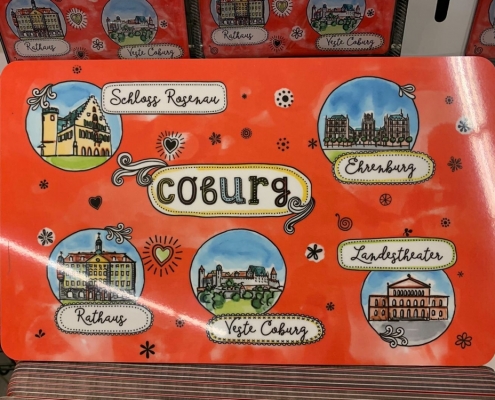 Rathaus
Veste Coburg
Rathaus
Veste Coburg
Schloss Rosenau
Ehrenburg
coburg
Landestheater
Rathaus
Veste Coburg